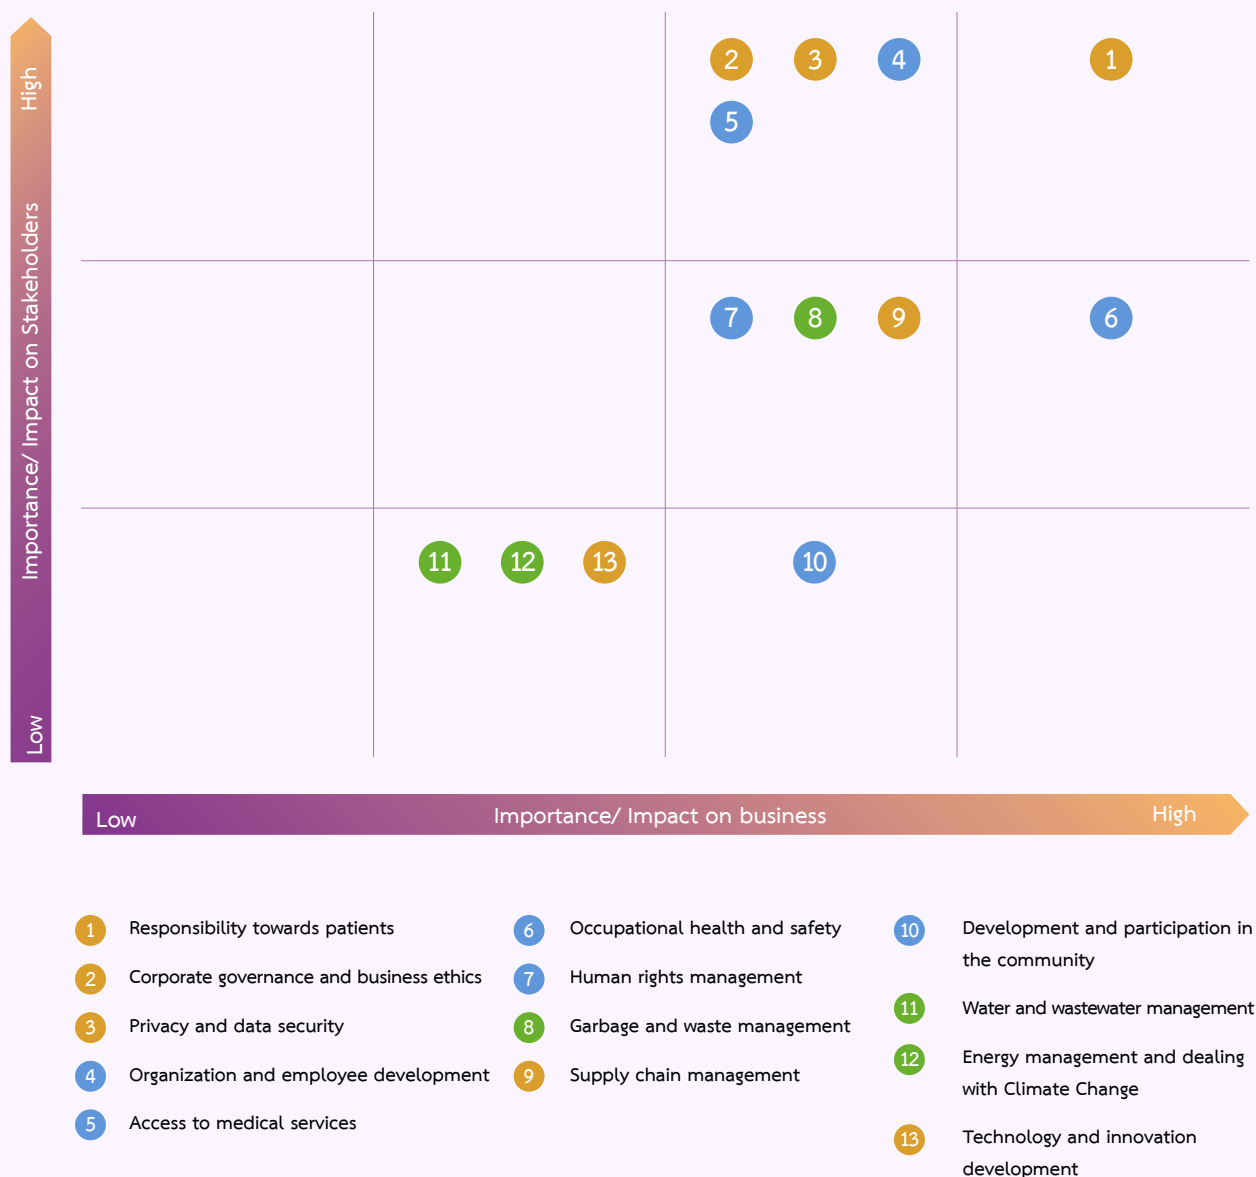 High
Importance/ Impact on Stakeholders
Low
2
3
4
1
5
7
8
9
6
11
12
13
10
Low
Importance/ Impact on business
High
1 Responsibility towards patients
2 Corporate governance and business ethics
3 Privacy and data security
4 Organization and employee development
5 Access to medical services
6 Occupational health and safety
7 Human rights management
8 Garbage and waste management
9 Supply chain management
10 Development and participation in
the community
11 Water and wastewater management
12 Energy management and dealing
with Climate Change
13 Technology and innovation
development